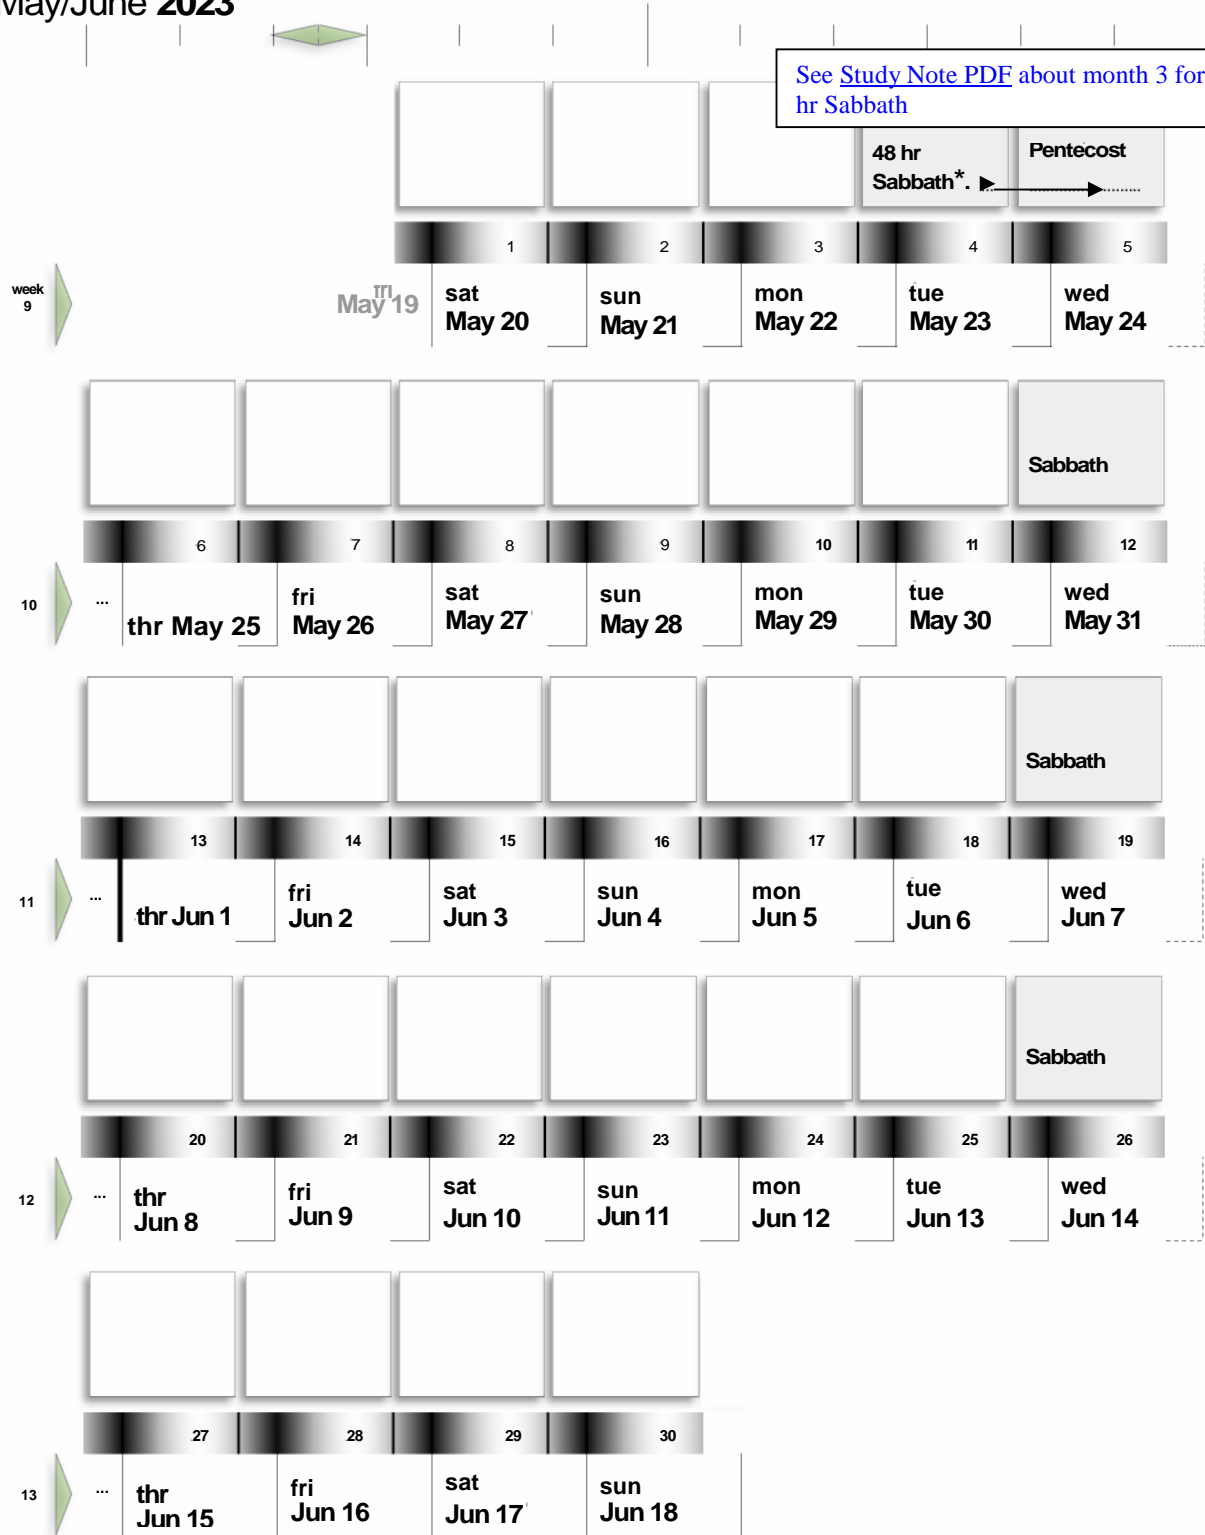 May/June 2023
See Study Note PDF about month 3 for
hr Sabbath
48 hr
Sabbath*.
Pentecost
1 2 3 4 5
week
9
fri
May 19
sat
May 20
sun
May 21
mon
May 22
tue
May 23
wed
May 24
Sabbath
6 7 8 9 10 11 12
10
...
thr May 25
fri
May 26
sat
May 27
sun
May 28
mon
May 29
tue
May 30
wed
May 31
Sabbath
13 14 15 16 17 18 19
11
...
thr Jun 1
fri
Jun 2
sat
Jun 3
sun
Jun 4
mon
Jun 5
tue
Jun 6
wed
Jun 7
Sabbath
20 21 22 23 24 25 26
12
...
thr
Jun 8
fri
Jun 9
sat
Jun 10
sun
Jun 11
mon
Jun 12
tue
Jun 13
wed
Jun 14
27 28 29 30
13
...
thr
Jun 15
fri
Jun 16
sat
Jun 17
sun
Jun 18